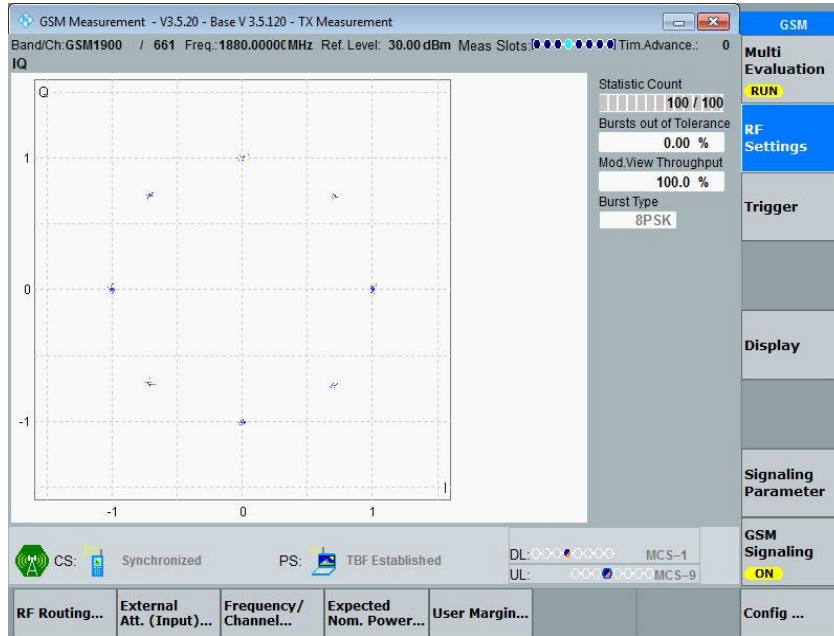 GSM Measurement - V3.5.20 - Base V 3.5.120 - TX Measurement
GSM
Band/Ch:GSM1900 / 661 Freq.:1880.0000 MHz Ref. Level: 30.00 dBm Meas Slots: Tim.Advance.: 0
IQ
Multi
Evaluation
RUN
RF
Settings
Trigger
Display
Signaling
Parameter
GSM
Signaling
ON
Config ...
Statistic Count
100 / 100
Bursts out of Tolerance
0.00 %
Mod.View Throughput
100.0 %
Burst Type
8PSK
Q
1
0
-1
I
-1 0 1
CS: Synchronized PS: TBF Established
DL: MCS-1
UL: MCS-9
RF Routing...
External
Att. (Input)...
Frequency/
Channel...
Expected
Nom. Power...
User Margin...